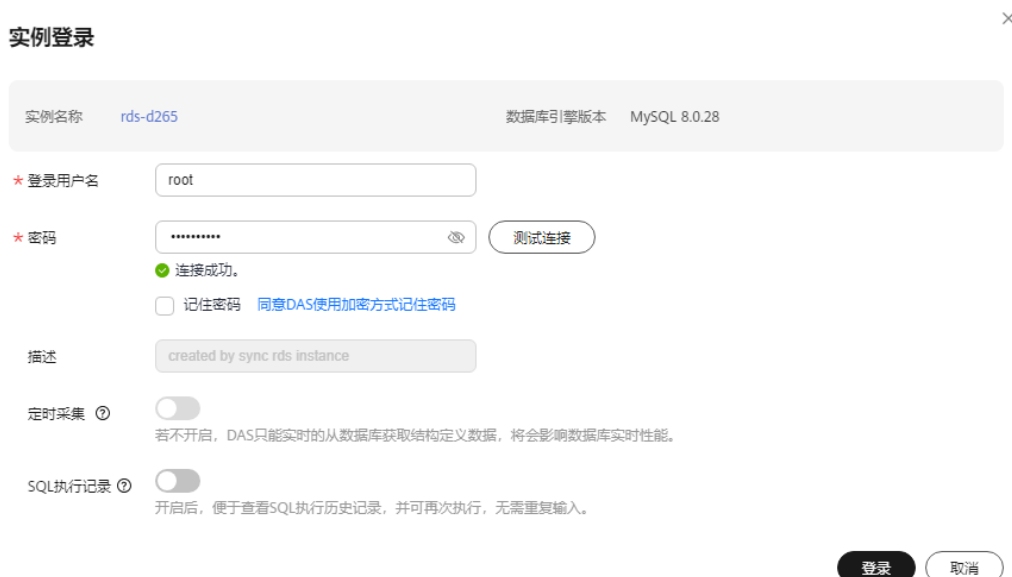 实例登录
实例名称 rds-d265 数据库引擎版本 MySQL 8.0.28
* 登录用户名 root
* 密码 •••••••••• 测试连接
连接成功。
记住密码 同意DAS使用加密方式记住密码
描述 created by sync rds instance
定时采集 ?
若不开启，DAS只能实时的从数据库获取结构定义数据，将会影响数据库实时性能。
SQL执行记录 ?
开启后，便于查看SQL执行历史记录，并可再次执行，无需重复输入。
登录 取消